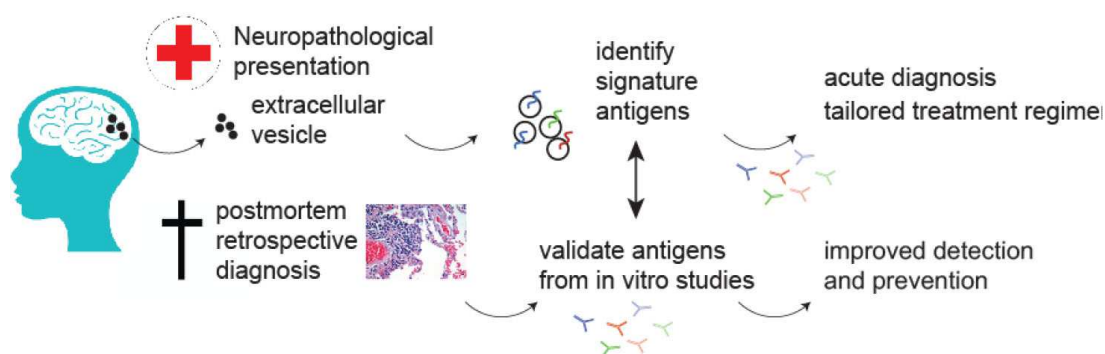 Neuropathological
presentation
extracellular
vesicle
identify
signature
antigens
acute diagnosis
tailored treatment regimen
postmortem
retrospective
diagnosis
validate antigens
from in vitro studies
improved detection
and prevention